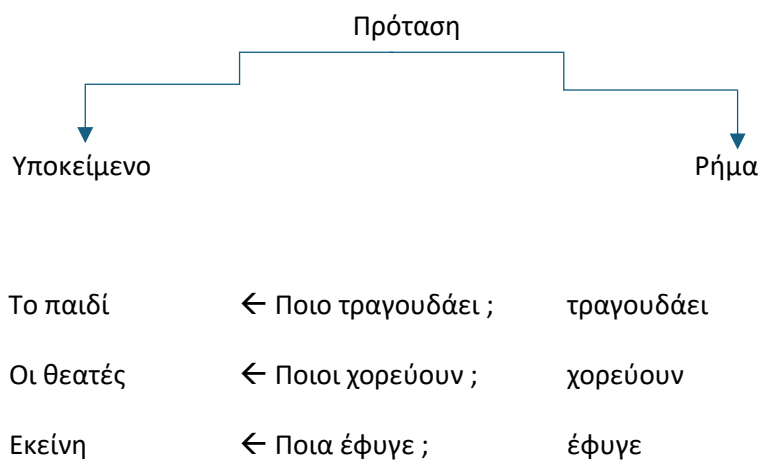 Πρόταση
Υποκείμενο Ρήμα
Το παιδί ← Ποιο τραγουδάει ; τραγουδάει
Οι θεατές ← Ποιοι χορεύουν ; χορεύουν
Εκείνη ← Ποια έφυγε ; έφυγε